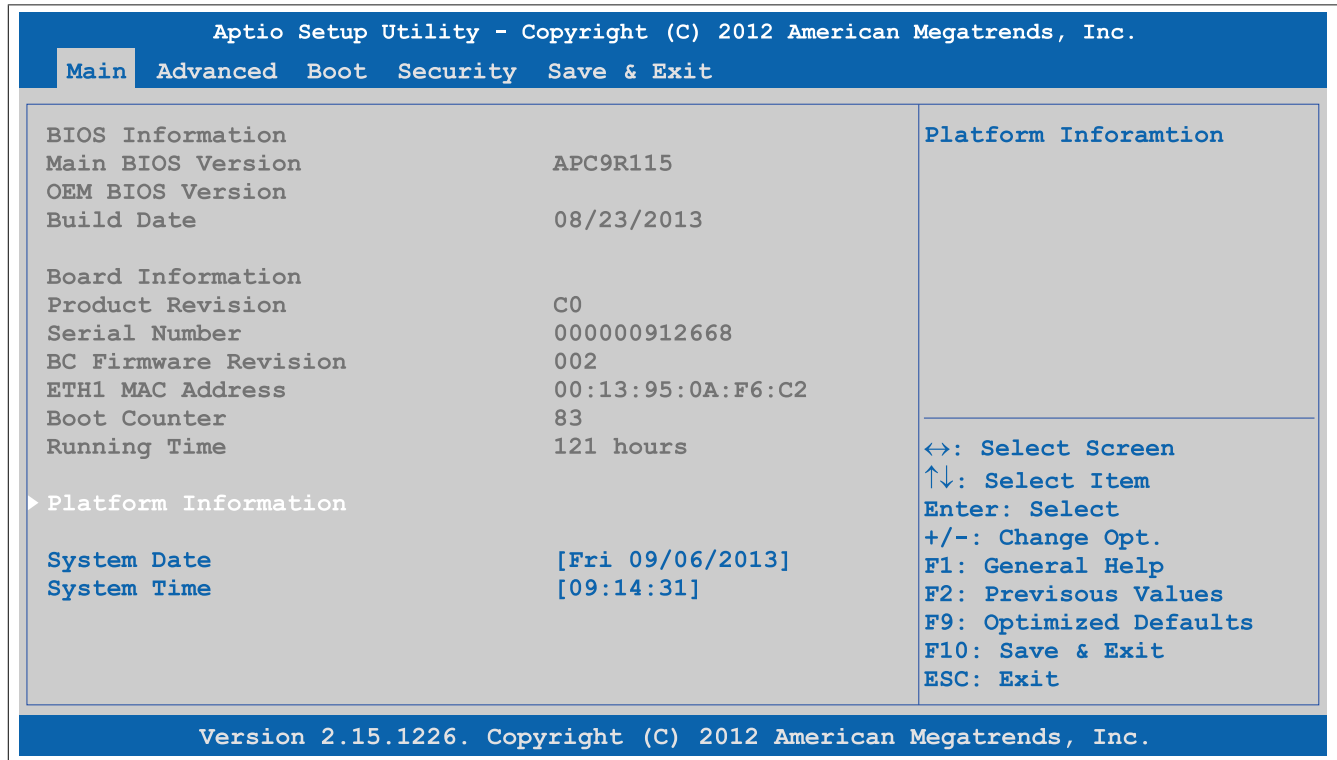 Aptio Setup Utility - Copyright (C) 2012 American Megatrends, Inc.
Main Advanced Boot Security Save & Exit
BIOS Information
Main BIOS Version APC9R115
OEM BIOS Version
Build Date 08/23/2013
Board Information
Product Revision C0
Serial Number 000000912668
BC Firmware Revision 002
ETH1 MAC Address 00:13:95:0A:F6:C2
Boot Counter 83
Running Time 121 hours
Platform Information
System Date [Fri 09/06/2013]
System Time [09:14:31]
Platform Inforamtion
↔: Select Screen
↑↓: Select Item
Enter: Select
+/-: Change Opt.
F1: General Help
F2: Previsous Values
F9: Optimized Defaults
F10: Save & Exit
ESC: Exit
Version 2.15.1226. Copyright (C) 2012 American Megatrends, Inc.